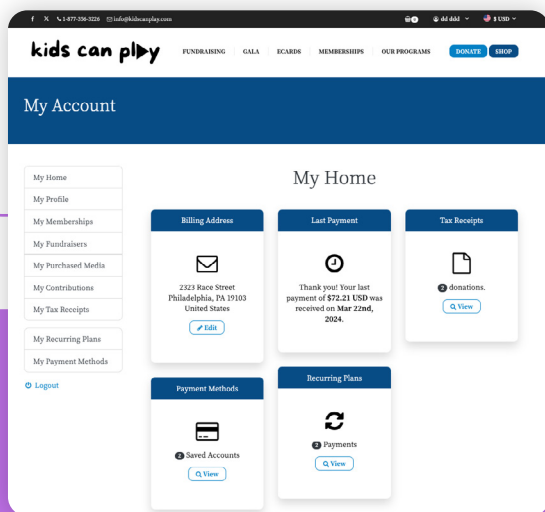 1-877-356-3226 info@kidscanplay.com 0 dd ddd $ USD
kids can play FUNDRAISING GALA ECARDS MEMBERSHIPS OUR PROGRAMS DONATE SHOP
My Account
My Home
My Profile
My Memberships
My Fundraisers
My Purchased Media
My Contributions
My Tax Receipts
My Recurring Plans
My Payment Methods
Logout
My Home
Billing Address
2323 Race Street
Philadelphia, PA 19103
United States
Edit
Last Payment
Thank you! Your last
payment of $72.21 USD was
received on Mar 22nd,
2024.
Tax Receipts
2 donations.
View
Payment Methods
2 Saved Accounts
View
Recurring Plans
2 Payments
View